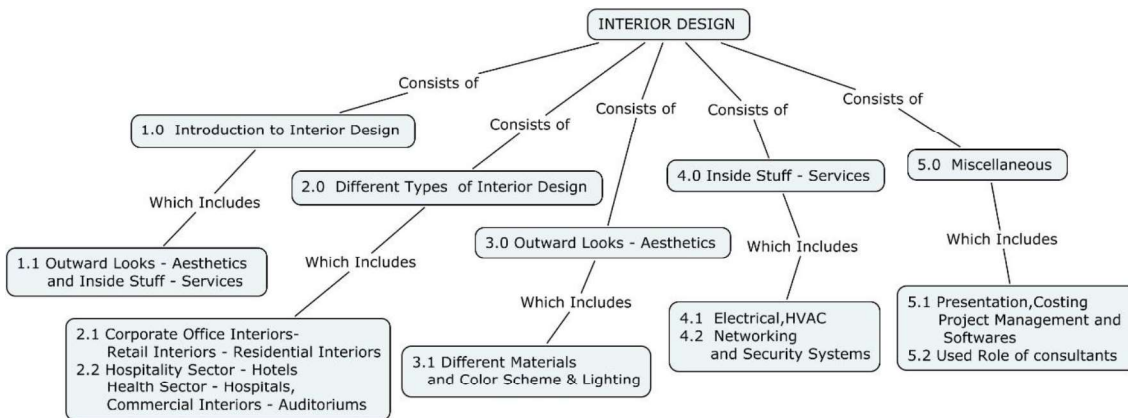 INTERIOR DESIGN
Consists of
Consists of
Consists of
Consists of
Consists of
1.0 Introduction to Interior Design
2.0 Different Types of Interior Design
3.0 Outward Looks - Aesthetics
4.0 Inside Stuff - Services
5.0 Miscellaneous
Which Includes
Which Includes
Which Includes
Which Includes
Which Includes
1.1 Outward Looks - Aesthetics
and Inside Stuff - Services
2.1 Corporate Office Interiors-
Retail Interiors - Residential Interiors
2.2 Hospitality Sector - Hotels
Health Sector - Hospitals,
Commercial Interiors - Auditoriums
3.1 Different Materials
and Color Scheme & Lighting
4.1 Electrical,HVAC
4.2 Networking
and Security Systems
5.1 Presentation,Costing
Project Management and
Softwares
5.2 Used Role of consultants